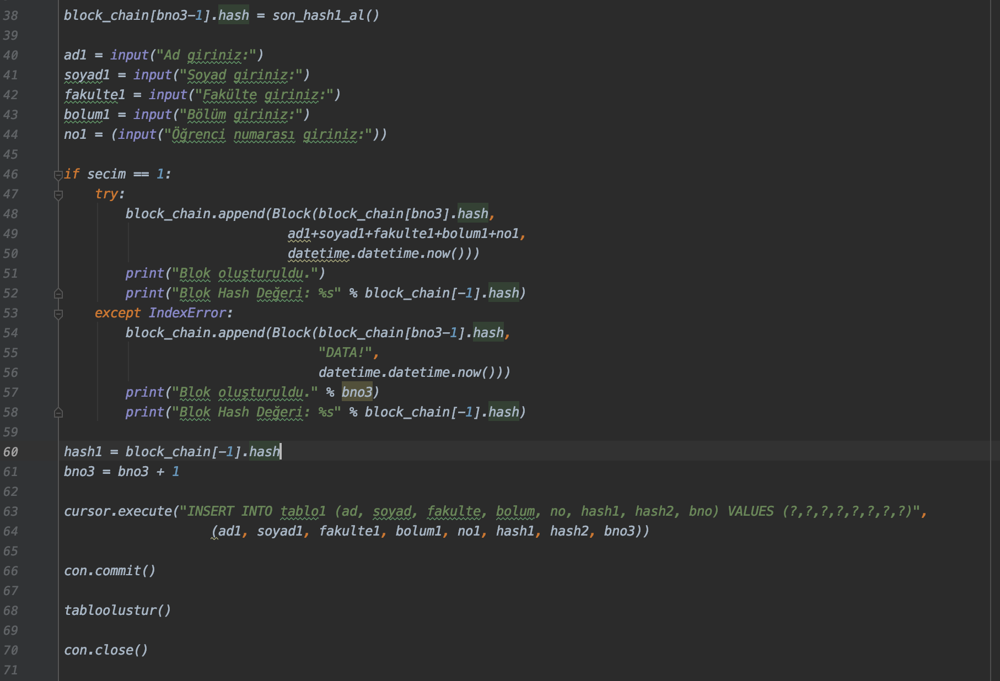 38 block_chain[bno3-1].hash = son_hash1_al()
39
40 ad1 = input("Ad giriniz:")
41 soyad1 = input("Soyad giriniz:")
42 fakulte1 = input("Fakülte giriniz:")
43 bolum1 = input("Bölüm giriniz:")
44 no1 = (input("Öğrenci numarası giriniz:"))
45
46 if secim == 1:
47     try:
48         block_chain.append(Block(block_chain[bno3].hash,
49                              ad1+soyad1+fakulte1+bolum1+no1,
50                              datetime.datetime.now()))
51         print("Blok oluşturuldu.")
52         print("Blok Hash Değeri: %s" % block_chain[-1].hash)
53     except IndexError:
54         block_chain.append(Block(block_chain[bno3-1].hash,
55                                  "DATA!",
56                                  datetime.datetime.now()))
57         print("Blok oluşturuldu." % bno3)
58         print("Blok Hash Değeri: %s" % block_chain[-1].hash)
59
60 hash1 = block_chain[-1].hash
61 bno3 = bno3 + 1
62
63 cursor.execute("INSERT INTO tablo1 (ad, soyad, fakulte, bolum, no, hash1, hash2, bno) VALUES (?,?,?,?,?,?,?,?)",
64                    (ad1, soyad1, fakulte1, bolum1, no1, hash1, hash2, bno3))
65
66 con.commit()
67
68 tabloolustur()
69
70 con.close()
71